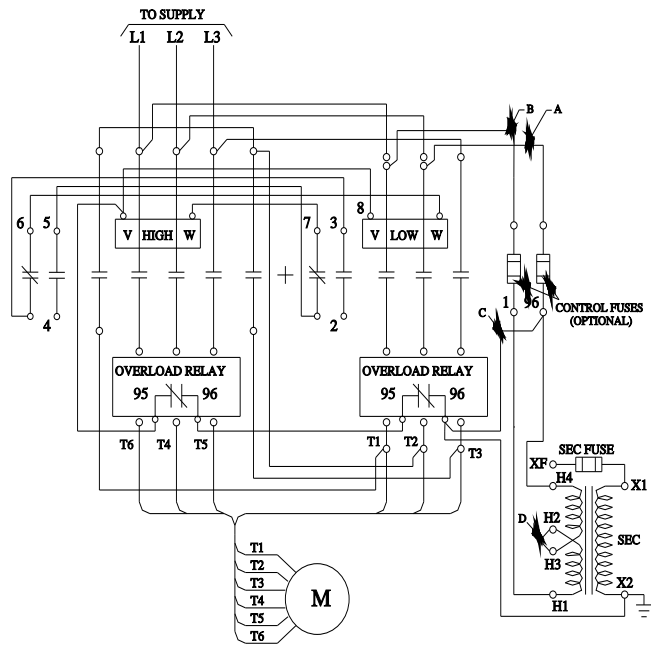 TO SUPPLY
L1 L2 L3
B A
6 5 7 3 8
V HIGH W
V LOW W
4 2
1 96
C
CONTROL FUSES
(OPTIONAL)
OVERLOAD RELAY
95 96
OVERLOAD RELAY
95 96
T6 T4 T5
T1 T2 T3
SEC FUSE
XF
H4 X1
D H2
SEC
H3
X2
H1
T1
T2
T3
T4
T5
T6
M